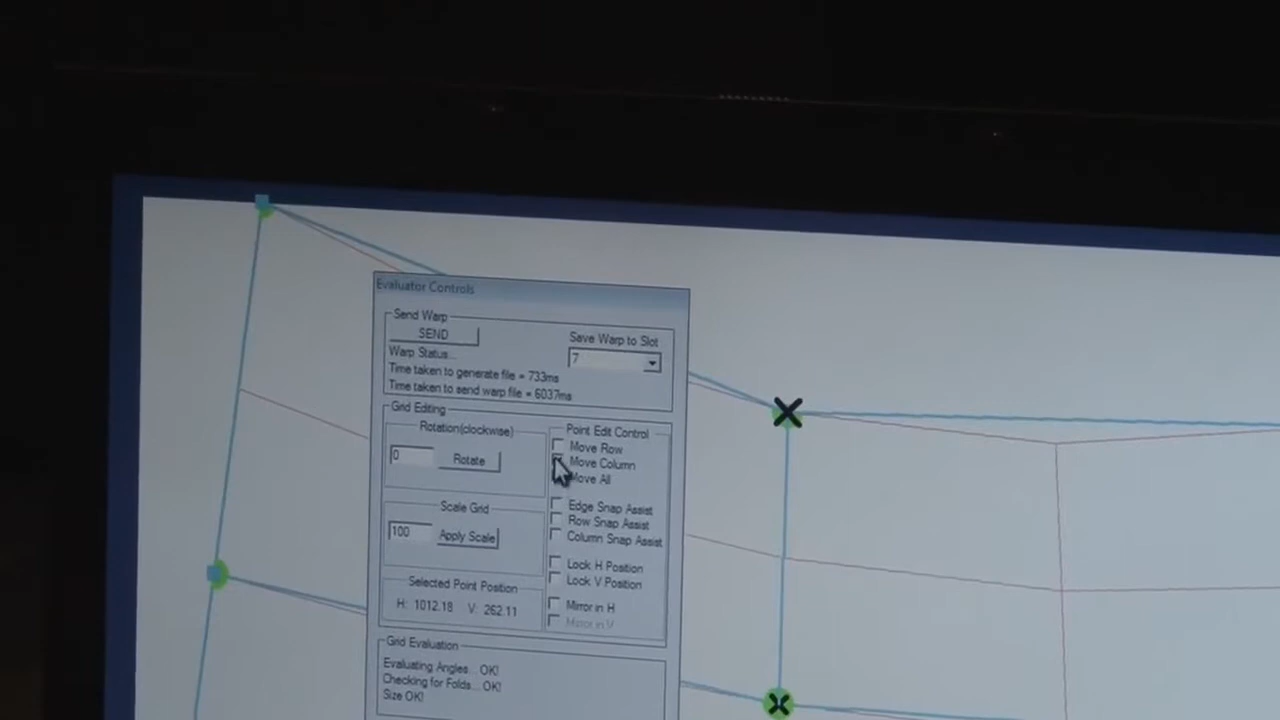 Evaluator Controls
Send Warp
SEND
Warp Status...
Time taken to generate file = 733ms
Time taken to send warp file = 6037ms
Save Warp to Slot
7
Grid Editing
Rotation(clockwise)
0
Rotate
Scale Grid
100
Apply Scale
Selected Point Position
H: 1012.18 V: 262.11
Point Edit Control
Move Row
Move Column
Move All
Edge Snap Assist
Row Snap Assist
Column Snap Assist
Lock H Position
Lock V Position
Mirror in H
Mirror in V
Grid Evaluation
Evaluating Angles... OK!
Checking for Folds... OK!
Size OK!